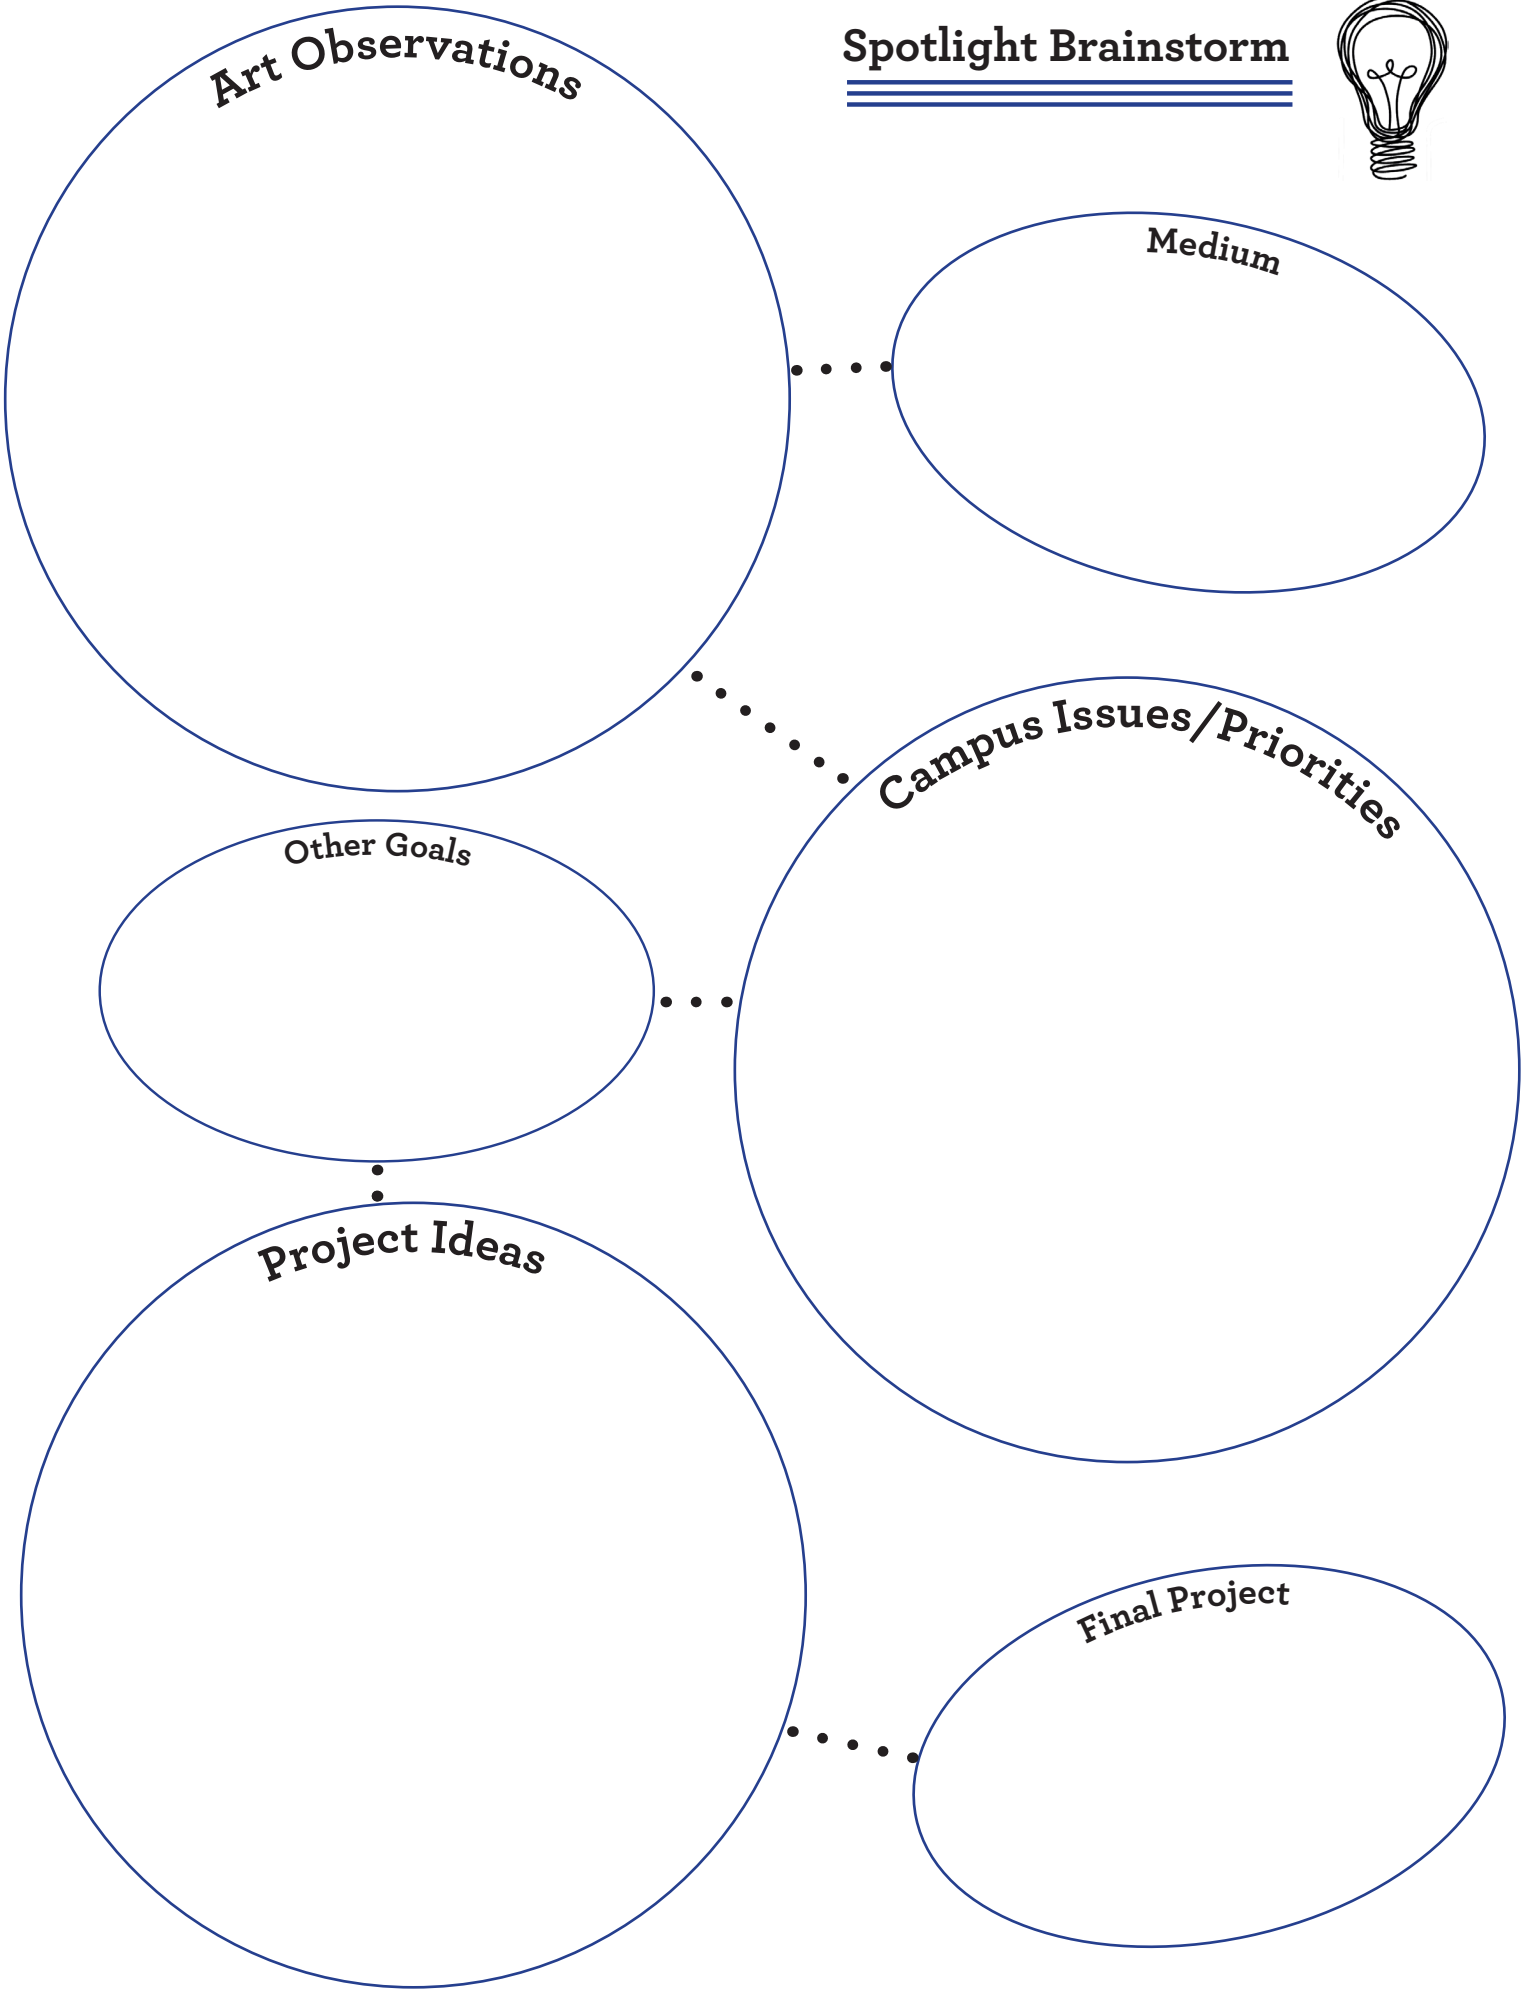 Spotlight Brainstorm
Art Observations
Medium
Campus Issues/Priorities
Other Goals
Project Ideas
Final Project